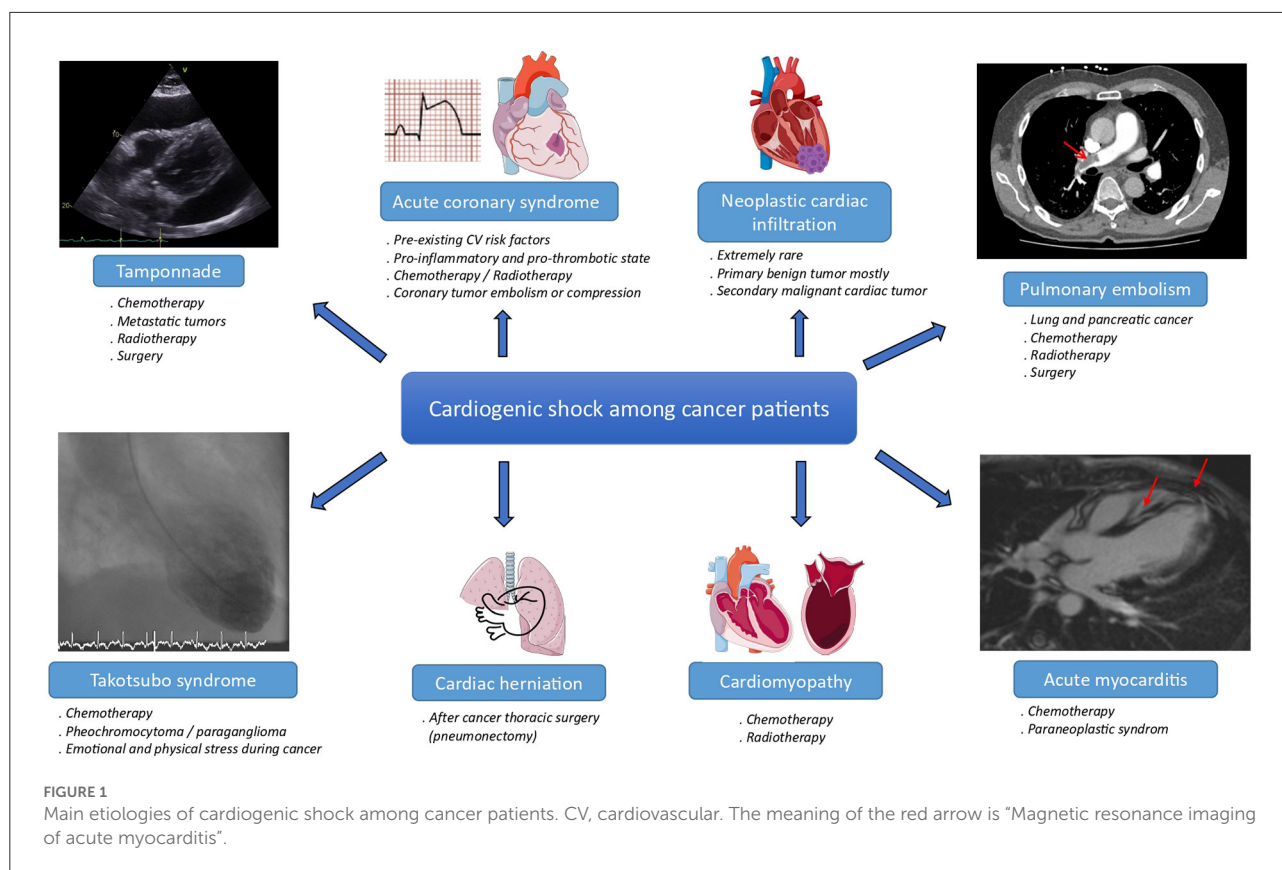 V
10
20
Tamponnade
. Chemotherapy
. Metastatic tumors
. Radiotherapy
. Surgery
Acute coronary syndrome
. Pre-existing CV risk factors
. Pro-inflammatory and pro-thrombotic state
. Chemotherapy / Radiotherapy
. Coronary tumor embolism or compression
Neoplastic cardiac
infiltration
. Extremely rare
. Primary benign tumor mostly
. Secondary malignant cardiac tumor
Pulmonary embolism
. Lung and pancreatic cancer
. Chemotherapy
. Radiotherapy
. Surgery
Cardiogenic shock among cancer patients
Takotsubo syndrome
. Chemotherapy
. Pheochromocytoma / paraganglioma
. Emotional and physical stress during cancer
Cardiac herniation
. After cancer thoracic surgery
(pneumonectomy)
Cardiomyopathy
. Chemotherapy
. Radiotherapy
Acute myocarditis
. Chemotherapy
. Paraneoplastic syndrom
FIGURE 1
Main etiologies of cardiogenic shock among cancer patients. CV, cardiovascular. The meaning of the red arrow is “Magnetic resonance imaging
of acute myocarditis”.